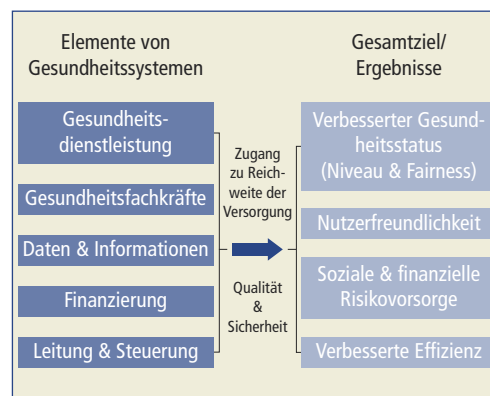 Elemente von
Gesundheitssystemen
Gesundheits-
dienstleistung
Gesundheitsfachkräfte
Daten & Informationen
Finanzierung
Leitung & Steuerung
Zugang
zu Reich-
weite der
Versorgung
Qualität
&
Sicherheit
Gesamtziel/
Ergebnisse
Verbesserter Gesund-
heitsstatus
(Niveau & Fairness)
Nutzerfreundlichkeit
Soziale & finanzielle
Risikovorsorge
Verbesserte Effizienz